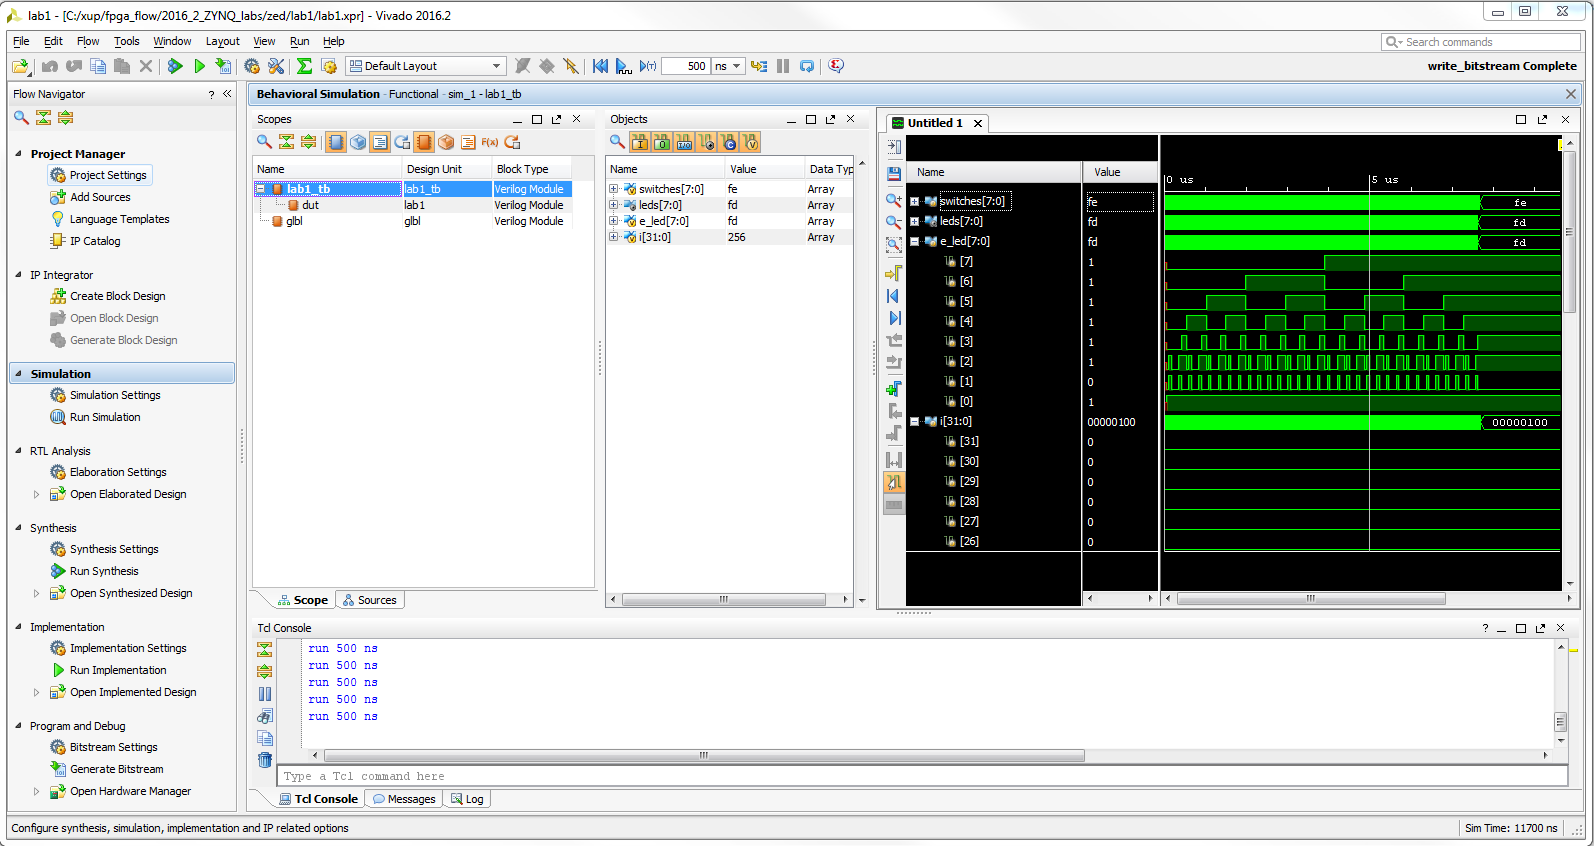 lab1 - [C:/xup/fpga_flow/2016_2_ZYNQ_labs/zed/lab1/lab1.xpr] - Vivado 2016.2
File Edit Flow Tools Window Layout View Run Help
Search commands
Default Layout 500 ns write_bitstream Complete
Flow Navigator ? «
Project Manager
Project Settings
Add Sources
Language Templates
IP Catalog
IP Integrator
Create Block Design
Open Block Design
Generate Block Design
Simulation
Simulation Settings
Run Simulation
RTL Analysis
Elaboration Settings
Open Elaborated Design
Synthesis
Synthesis Settings
Run Synthesis
Open Synthesized Design
Implementation
Implementation Settings
Run Implementation
Open Implemented Design
Program and Debug
Bitstream Settings
Generate Bitstream
Open Hardware Manager
Behavioral Simulation - Functional - sim_1 - lab1_tb
Scopes
F(x)
Name Design Unit Block Type
lab1_tb lab1_tb Verilog Module
dut lab1 Verilog Module
glbl glbl Verilog Module
Scope Sources
Objects
Name Value Data Typ
switches[7:0] fe Array
leds[7:0] fd Array
e_led[7:0] fd Array
i[31:0] 256 Array
Untitled 1
Name Value
0 us 5 us
switches[7:0] fe fe
leds[7:0] fd fd
e_led[7:0] fd fd
[7] 1
[6] 1
[5] 1
[4] 1
[3] 1
[2] 1
[1] 0
[0] 1
i[31:0] 00000100 00000100
[31] 0
[30] 0
[29] 0
[28] 0
[27] 0
[26] 0
Tcl Console ?
run 500 ns
run 500 ns
run 500 ns
run 500 ns
run 500 ns
Type a Tcl command here
Tcl Console Messages Log
Configure synthesis, simulation, implementation and IP related options
Sim Time: 11700 ns